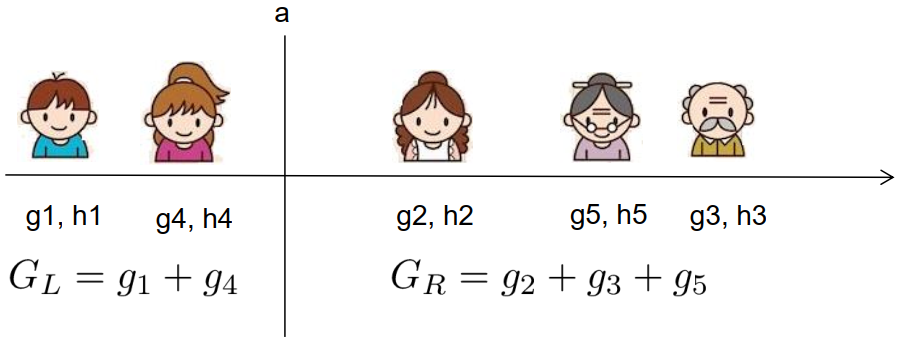 a
g1, h1 g4, h4 g2, h2 g5, h5 g3, h3
G_L = g_1 + g_4 G_R = g_2 + g_3 + g_5